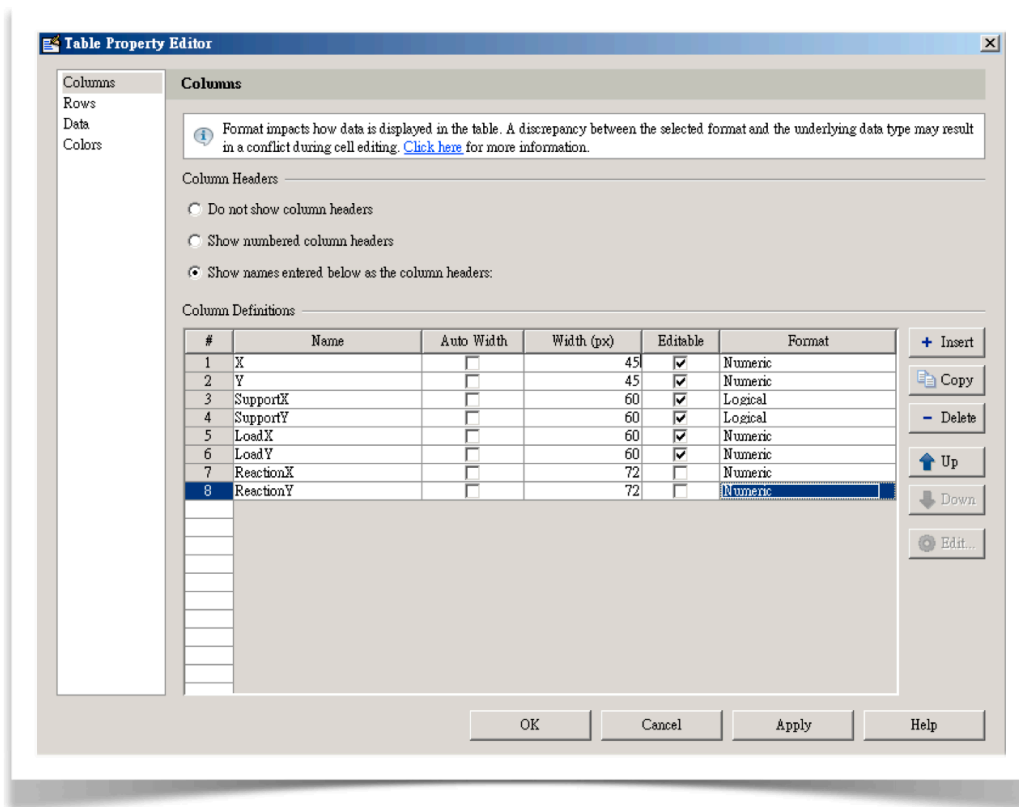 Table Property Editor
Columns
Rows
Data
Colors
Columns
Format impacts how data is displayed in the table. A discrepancy between the selected format and the underlying data type may result
in a conflict during cell editing. Click here for more information.
Column Headers
Do not show column headers
Show numbered column headers
Show names entered below as the column headers:
Column Definitions
# Name Auto Width Width (px) Editable Format
1 X 45 Numeric
2 Y 45 Numeric
3 SupportX 60 Logical
4 SupportY 60 Logical
5 LoadX 60 Numeric
6 LoadY 60 Numeric
7 ReactionX 72 Numeric
8 ReactionY 72 Numeric
+ Insert
Copy
- Delete
Up
Down
Edit...
OK Cancel Apply Help